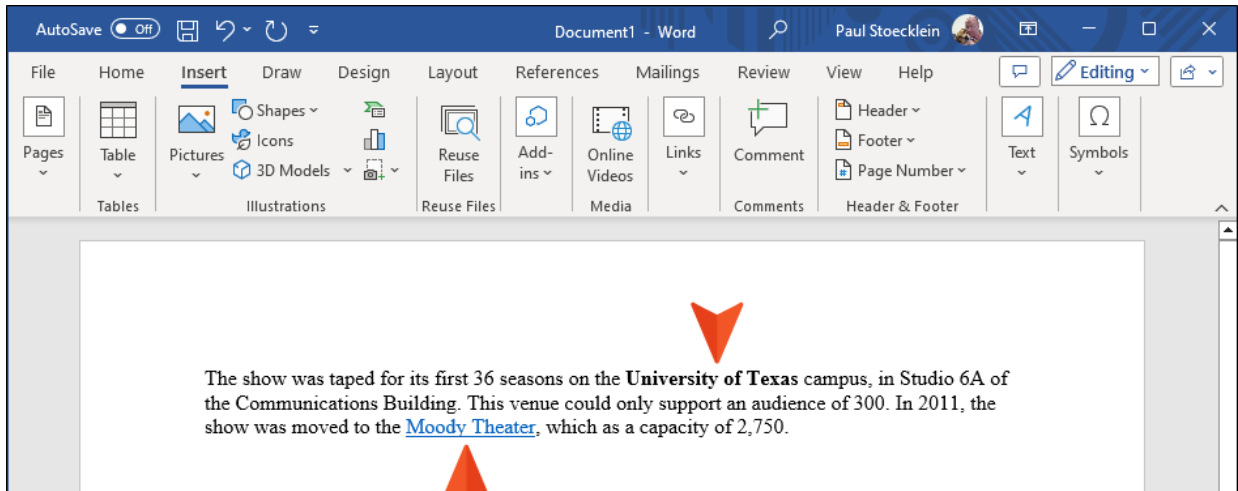 AutoSave Off Document1 - Word Paul Stoecklein
File Home Insert Draw Design Layout References Mailings Review View Help Editing
Pages Table Pictures Shapes Icons 3D Models Reuse Files Add-ins Online Videos Links Comment Header Footer Page Number Text Symbols
Tables Illustrations Reuse Files Media Comments Header & Footer
The show was taped for its first 36 seasons on the University of Texas campus, in Studio 6A of
the Communications Building. This venue could only support an audience of 300. In 2011, the
show was moved to the Moody Theater, which as a capacity of 2,750.